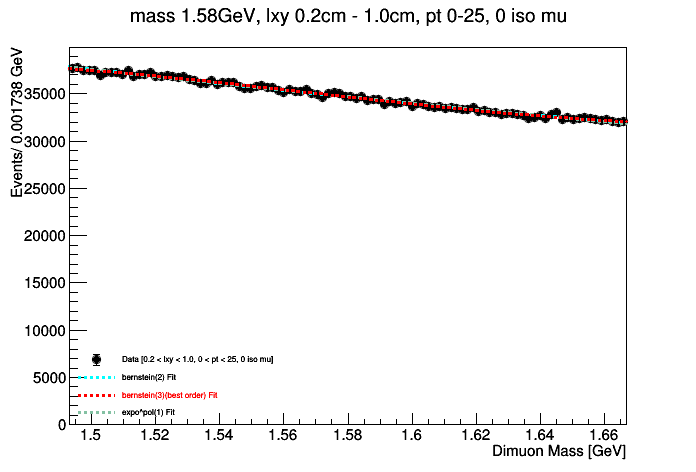 mass 1.58GeV, lxy 0.2cm - 1.0cm, pt 0-25, 0 iso mu
Events/ 0.001738 GeV
35000
30000
25000
20000
15000
10000
5000
0
Data [0.2 < lxy < 1.0, 0 < pt < 25, 0 iso mu]
bernstein(2) Fit
bernstein(3)(best order) Fit
expo*pol(1) Fit
1.5 1.52 1.54 1.56 1.58 1.6 1.62 1.64 1.66
Dimuon Mass [GeV]